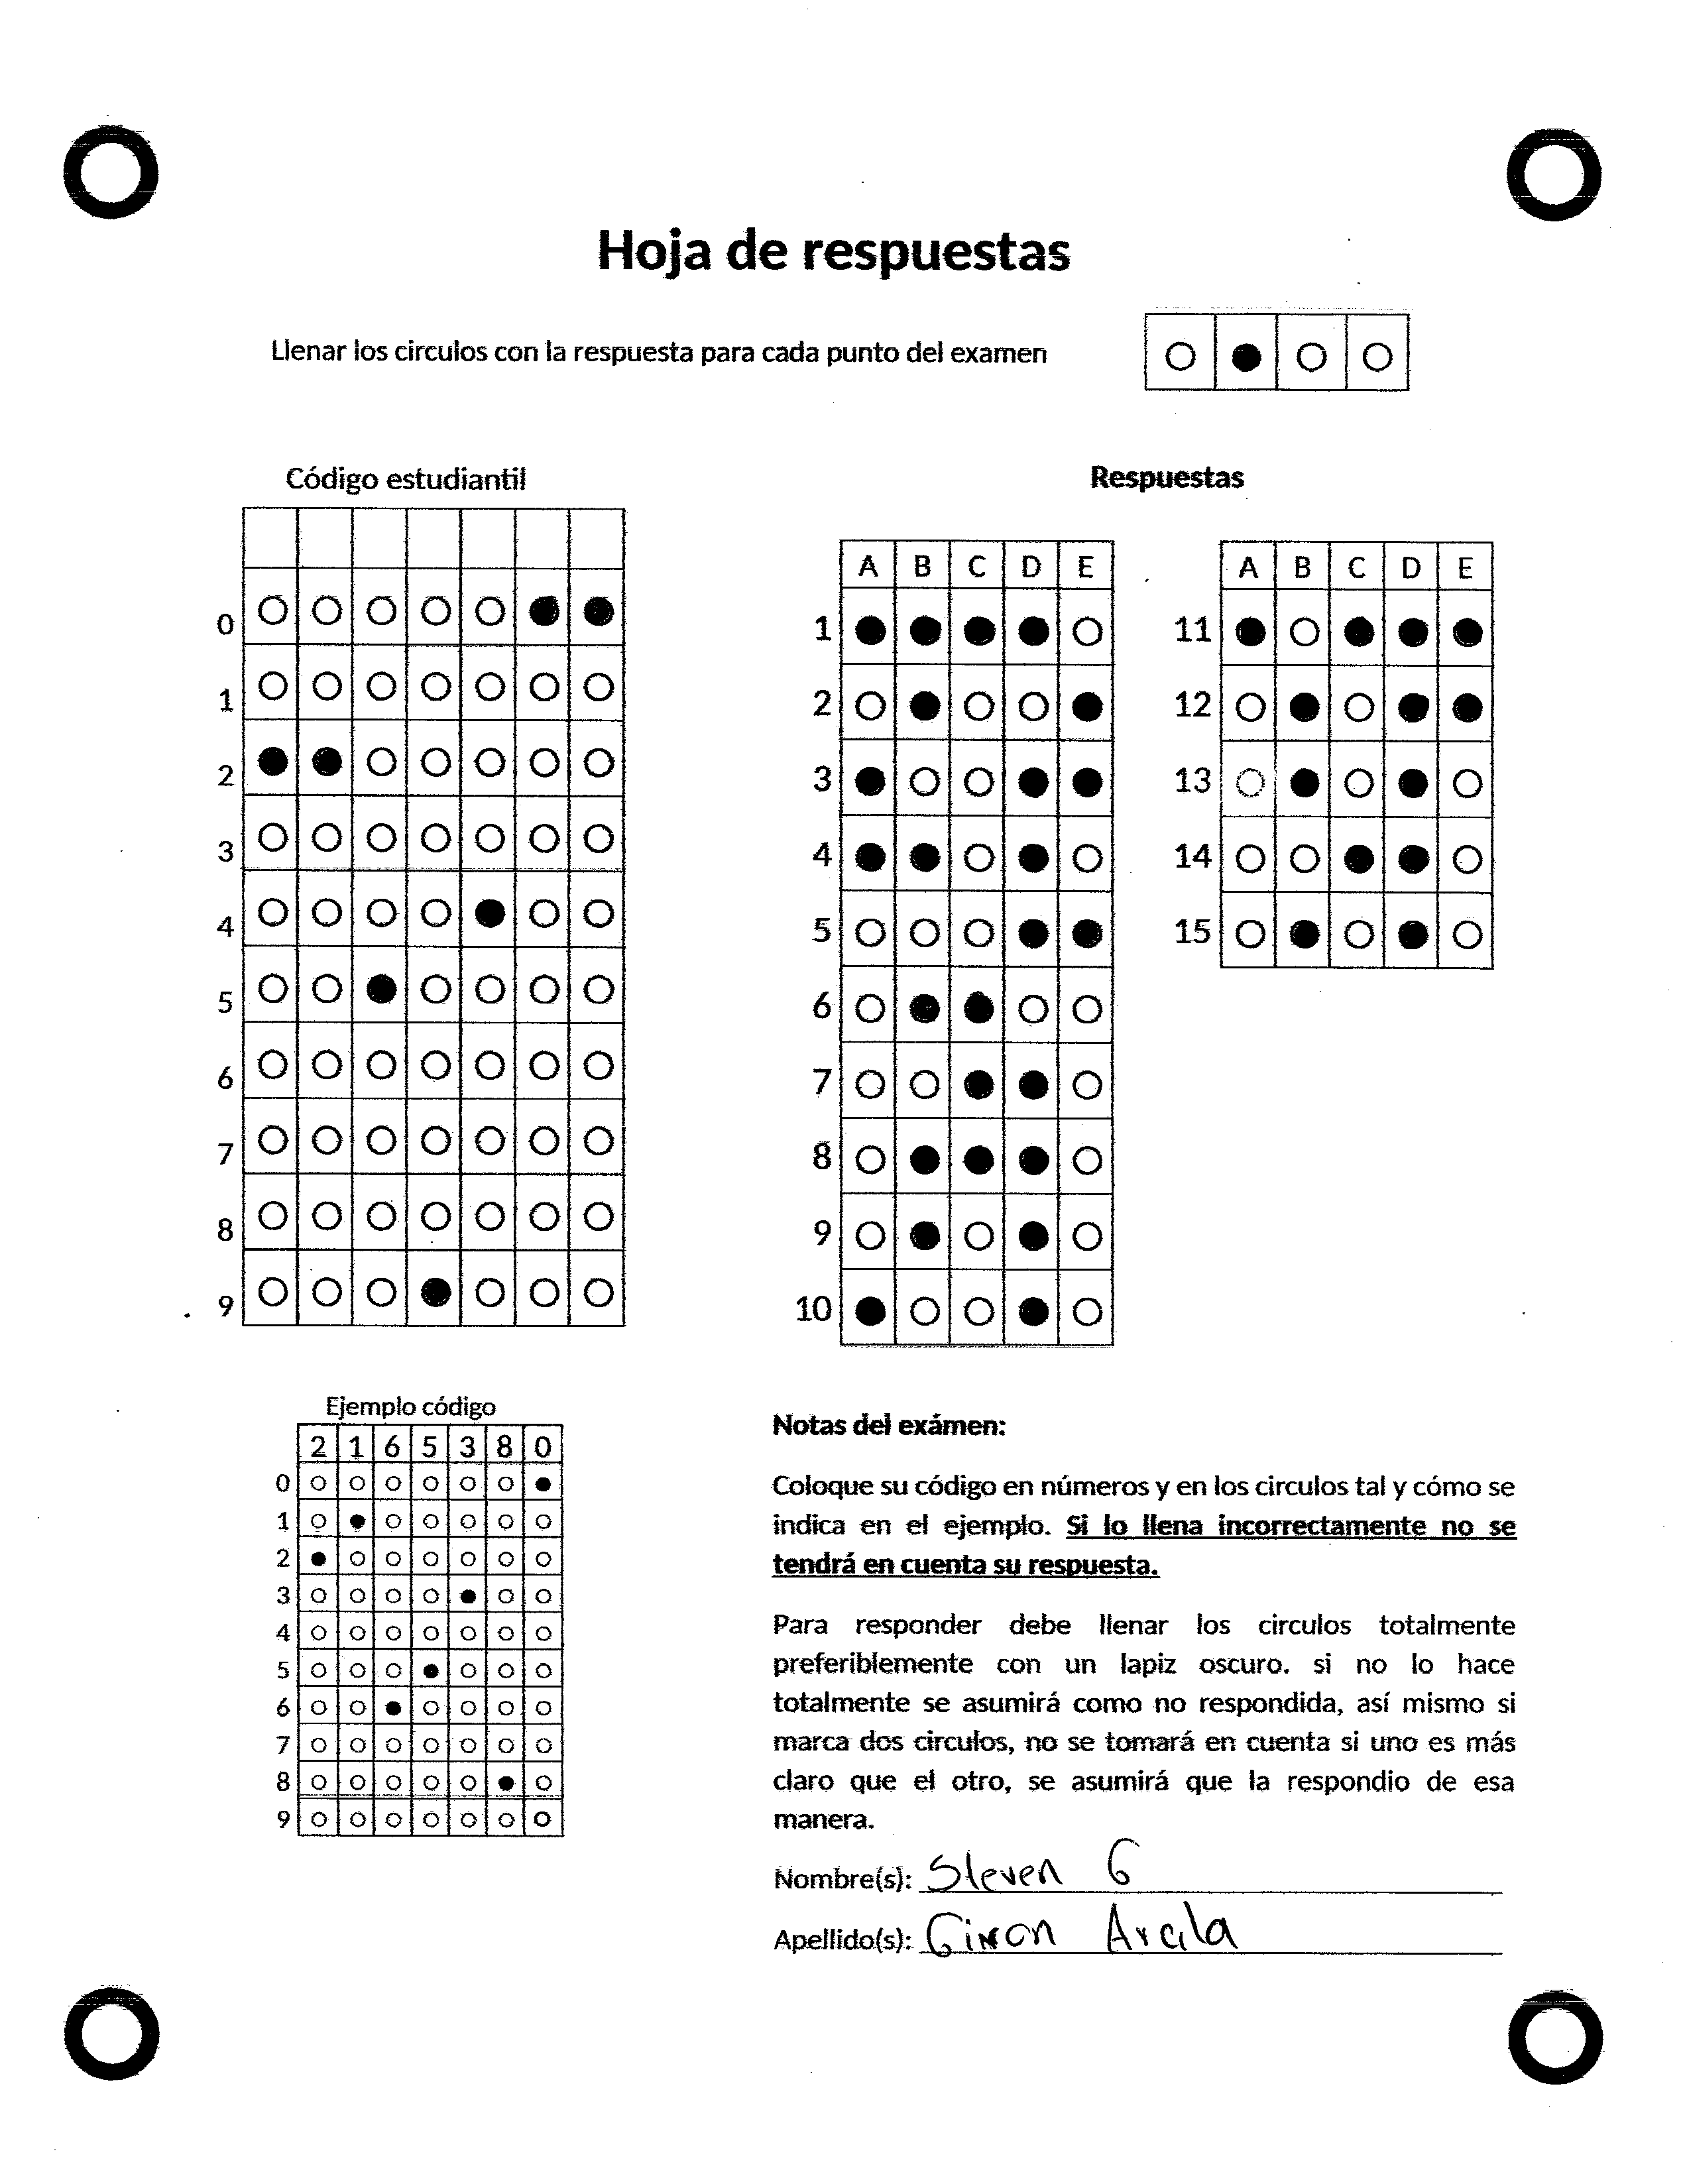 Hoja de respuestas
Llenar los circulos con la respuesta para cada punto del examen
Código estudiantil
0
1
2
3
4
5
6
7
8
9
Respuestas
A B C D E
1
2
3
4
5
6
7
8
9
10
A B C D E
11
12
13
14
15
Ejemplo código
2 1 6 5 3 8 0
0
1
2
3
4
5
6
7
8
9
Notas del exámen:
Coloque su código en números y en los circulos tal y cómo se
indica en el ejemplo. Si lo llena incorrectamente no se
tendrá en cuenta su respuesta.
Para responder debe llenar los circulos totalmente
preferiblemente con un lapiz oscuro. si no lo hace
totalmente se asumirá como no respondida, así mismo si
marca dos circulos, no se tomará en cuenta si uno es más
claro que el otro, se asumirá que la respondio de esa
manera.
Nombre(s): Steven G
Apellido(s): Giron Arcila